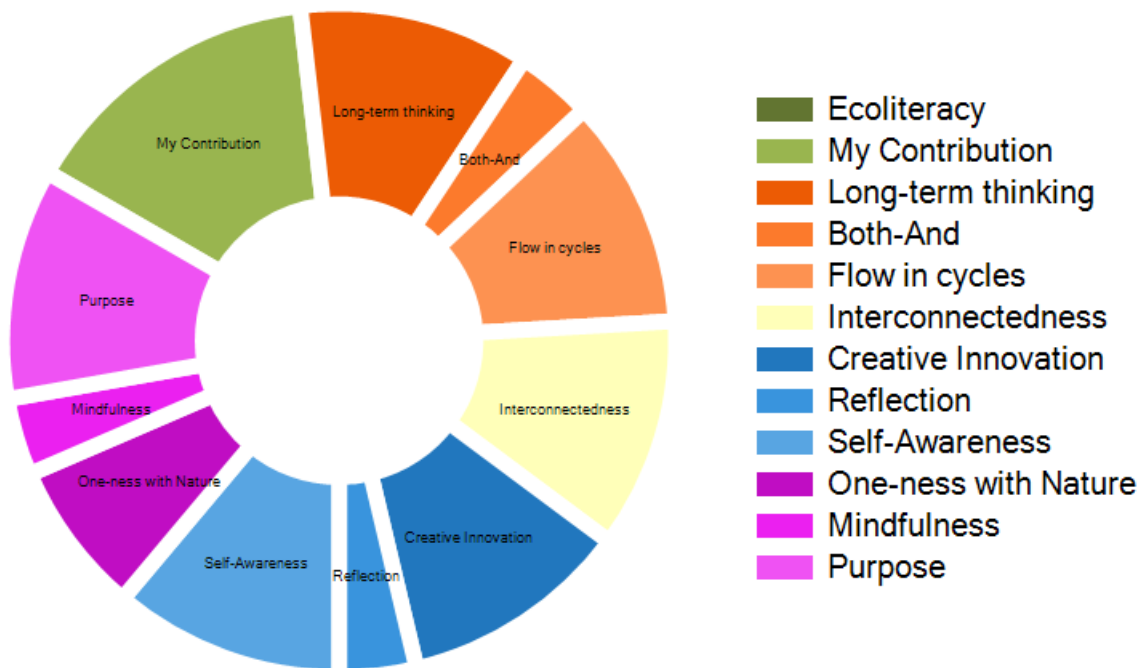 Long-term thinking
My Contribution
Both-And
Flow in cycles
Purpose
Mindfulness
Interconnectedness
One-ness with Nature
Creative Innovation
Self-Awareness
Reflection
Ecoliteracy
My Contribution
Long-term thinking
Both-And
Flow in cycles
Interconnectedness
Creative Innovation
Reflection
Self-Awareness
One-ness with Nature
Mindfulness
Purpose